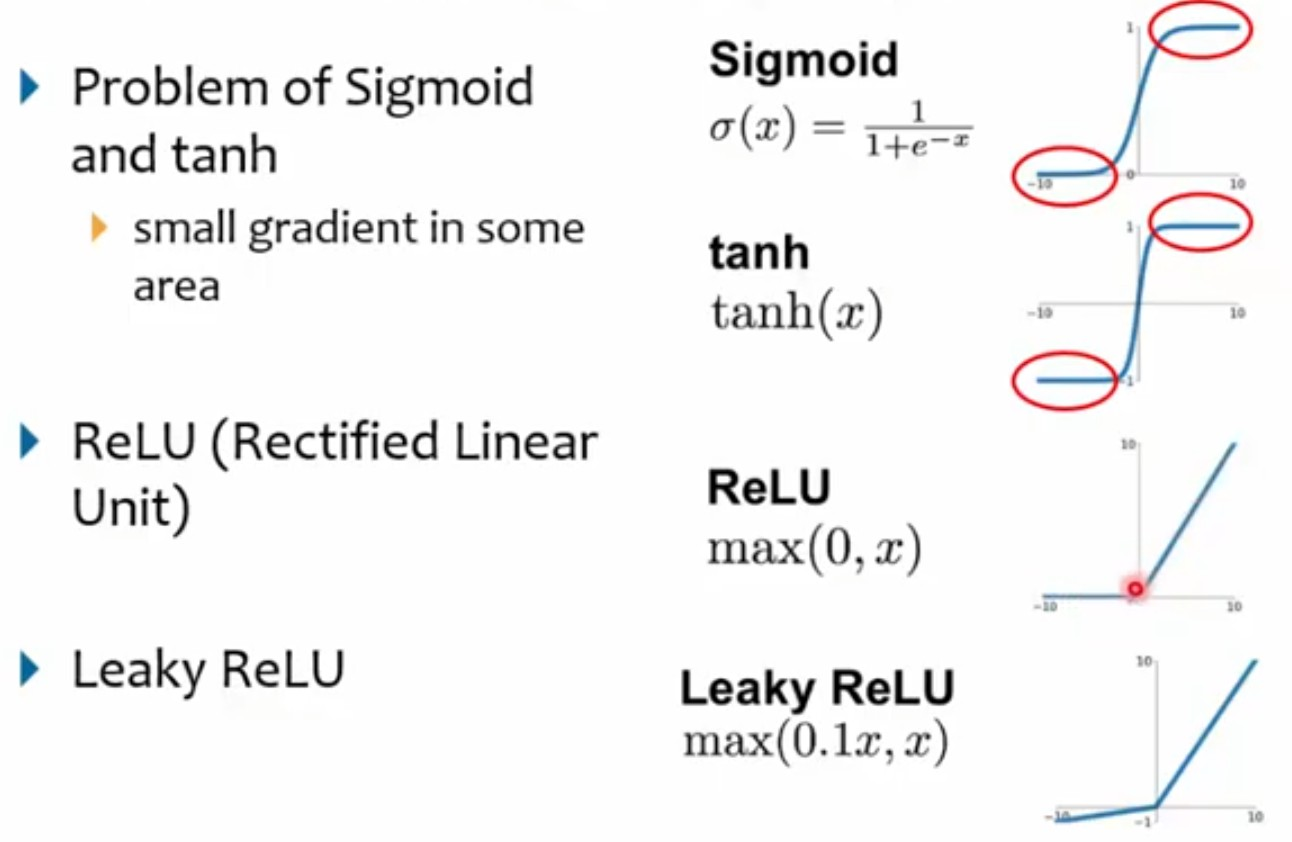 Problem of Sigmoid
and tanh
small gradient in some
area
ReLU (Rectified Linear
Unit)
Leaky ReLU
Sigmoid
σ(x) = 1/(1+e^{-x})
1
-10
0
10
tanh
tanh(x)
1
-10
10
-1
ReLU
max(0, x)
10
-10
10
Leaky ReLU
max(0.1x, x)
10
-10
-1
10